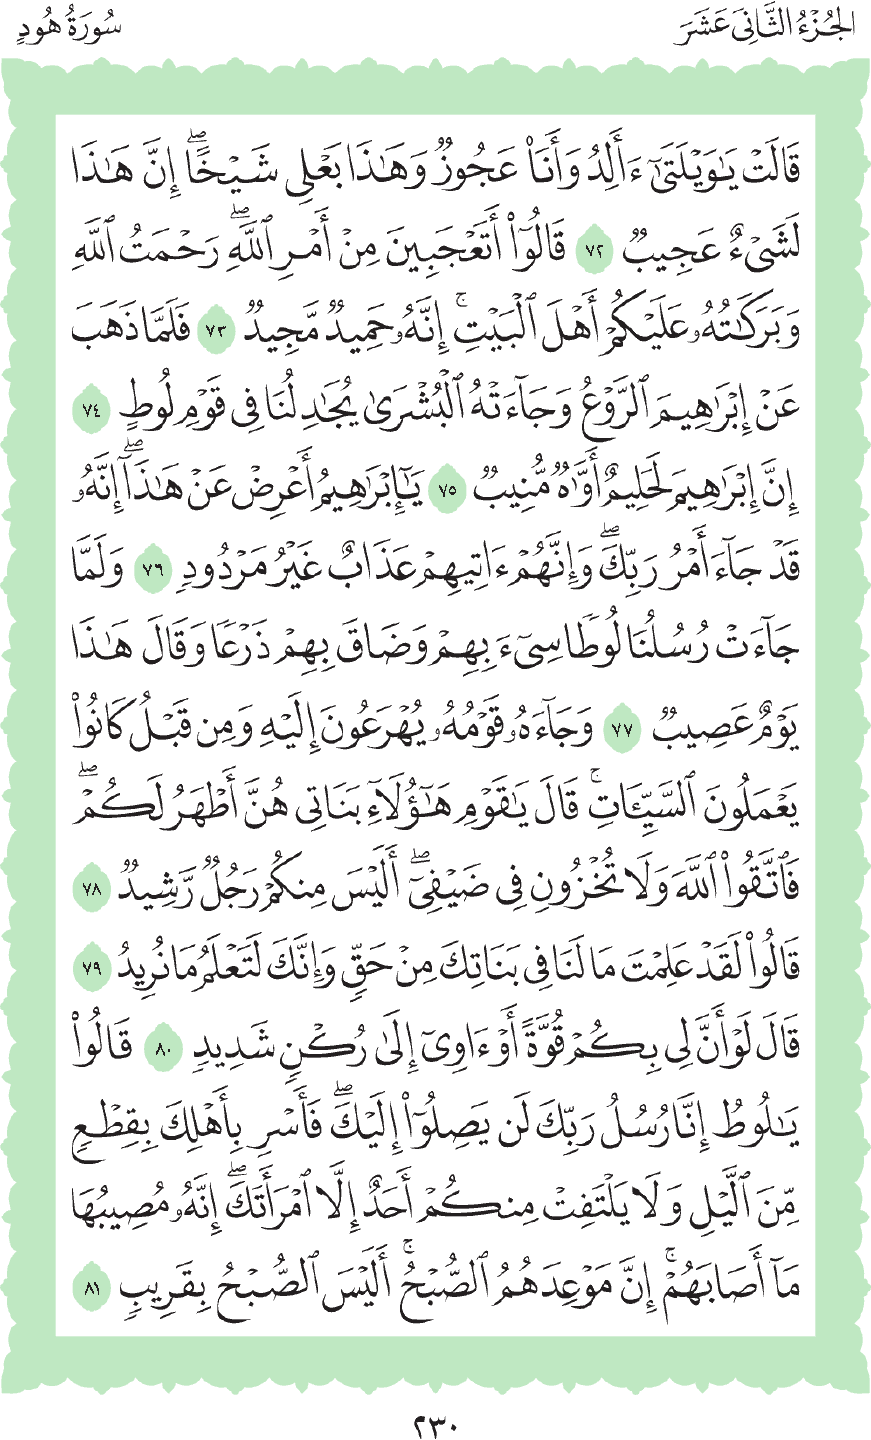 الجُزْءُ الثَّانِي عَشَرَ
سُورَةُ هُودٍ
قَالَتْ يَٰوَيْلَتَىٰٓ ءَأَلِدُ وَأَنَا۠ عَجُوزٌ وَهَٰذَا بَعْلِى شَيْخًا ۖ إِنَّ هَٰذَا
لَشَىْءٌ عَجِيبٌ ٧٢ قَالُوٓا۟ أَتَعْجَبِينَ مِنْ أَمْرِ ٱللَّهِ ۖ رَحْمَتُ ٱللَّهِ
وَبَرَكَٰتُهُۥ عَلَيْكُمْ أَهْلَ ٱلْبَيْتِ ۚ إِنَّهُۥ حَمِيدٌ مَّجِيدٌ ٧٣ فَلَمَّا ذَهَبَ
عَنْ إِبْرَٰهِيمَ ٱلرَّوْعُ وَجَآءَتْهُ ٱلْبُشْرَىٰ يُجَٰدِلُنَا فِى قَوْمِ لُوطٍ ٧٤
إِنَّ إِبْرَٰهِيمَ لَحَلِيمٌ أَوَّٰهٌ مُّنِيبٌ ٧٥ يَٰٓإِبْرَٰهِيمُ أَعْرِضْ عَنْ هَٰذَآ ۖ إِنَّهُۥ
قَدْ جَآءَ أَمْرُ رَبِّكَ ۖ وَإِنَّهُمْ ءَاتِيهِمْ عَذَابٌ غَيْرُ مَرْدُودٍ ٧٦ وَلَمَّا
جَآءَتْ رُسُلُنَا لُوطًا سِىٓءَ بِهِمْ وَضَاقَ بِهِمْ ذَرْعًا وَقَالَ هَٰذَا
يَوْمٌ عَصِيبٌ ٧٧ وَجَآءَهُۥ قَوْمُهُۥ يُهْرَعُونَ إِلَيْهِ وَمِن قَبْلُ كَانُوا۟
يَعْمَلُونَ ٱلسَّيِّـَٔاتِ ۚ قَالَ يَٰقَوْمِ هَٰٓؤُلَآءِ بَنَاتِى هُنَّ أَطْهَرُ لَكُمْ ۖ
فَٱتَّقُوا۟ ٱللَّهَ وَلَا تُخْزُونِ فِى ضَيْفِىٓ ۖ أَلَيْسَ مِنكُمْ رَجُلٌ رَّشِيدٌ ٧٨
قَالُوا۟ لَقَدْ عَلِمْتَ مَا لَنَا فِى بَنَاتِكَ مِنْ حَقٍّ وَإِنَّكَ لَتَعْلَمُ مَا نُرِيدُ ٧٩
قَالَ لَوْ أَنَّ لِى بِكُمْ قُوَّةً أَوْ ءَاوِىٓ إِلَىٰ رُكْنٍ شَدِيدٍ ٨٠ قَالُوا۟
يَٰلُوطُ إِنَّا رُسُلُ رَبِّكَ لَن يَصِلُوٓا۟ إِلَيْكَ ۖ فَأَسْرِ بِأَهْلِكَ بِقِطْعٍ
مِّنَ ٱلَّيْلِ وَلَا يَلْتَفِتْ مِنكُمْ أَحَدٌ إِلَّا ٱمْرَأَتَكَ ۖ إِنَّهُۥ مُصِيبُهَا
مَآ أَصَابَهُمْ ۚ إِنَّ مَوْعِدَهُمُ ٱلصُّبْحُ ۚ أَلَيْسَ ٱلصُّبْحُ بِقَرِيبٍ ٨١
٢٣٠